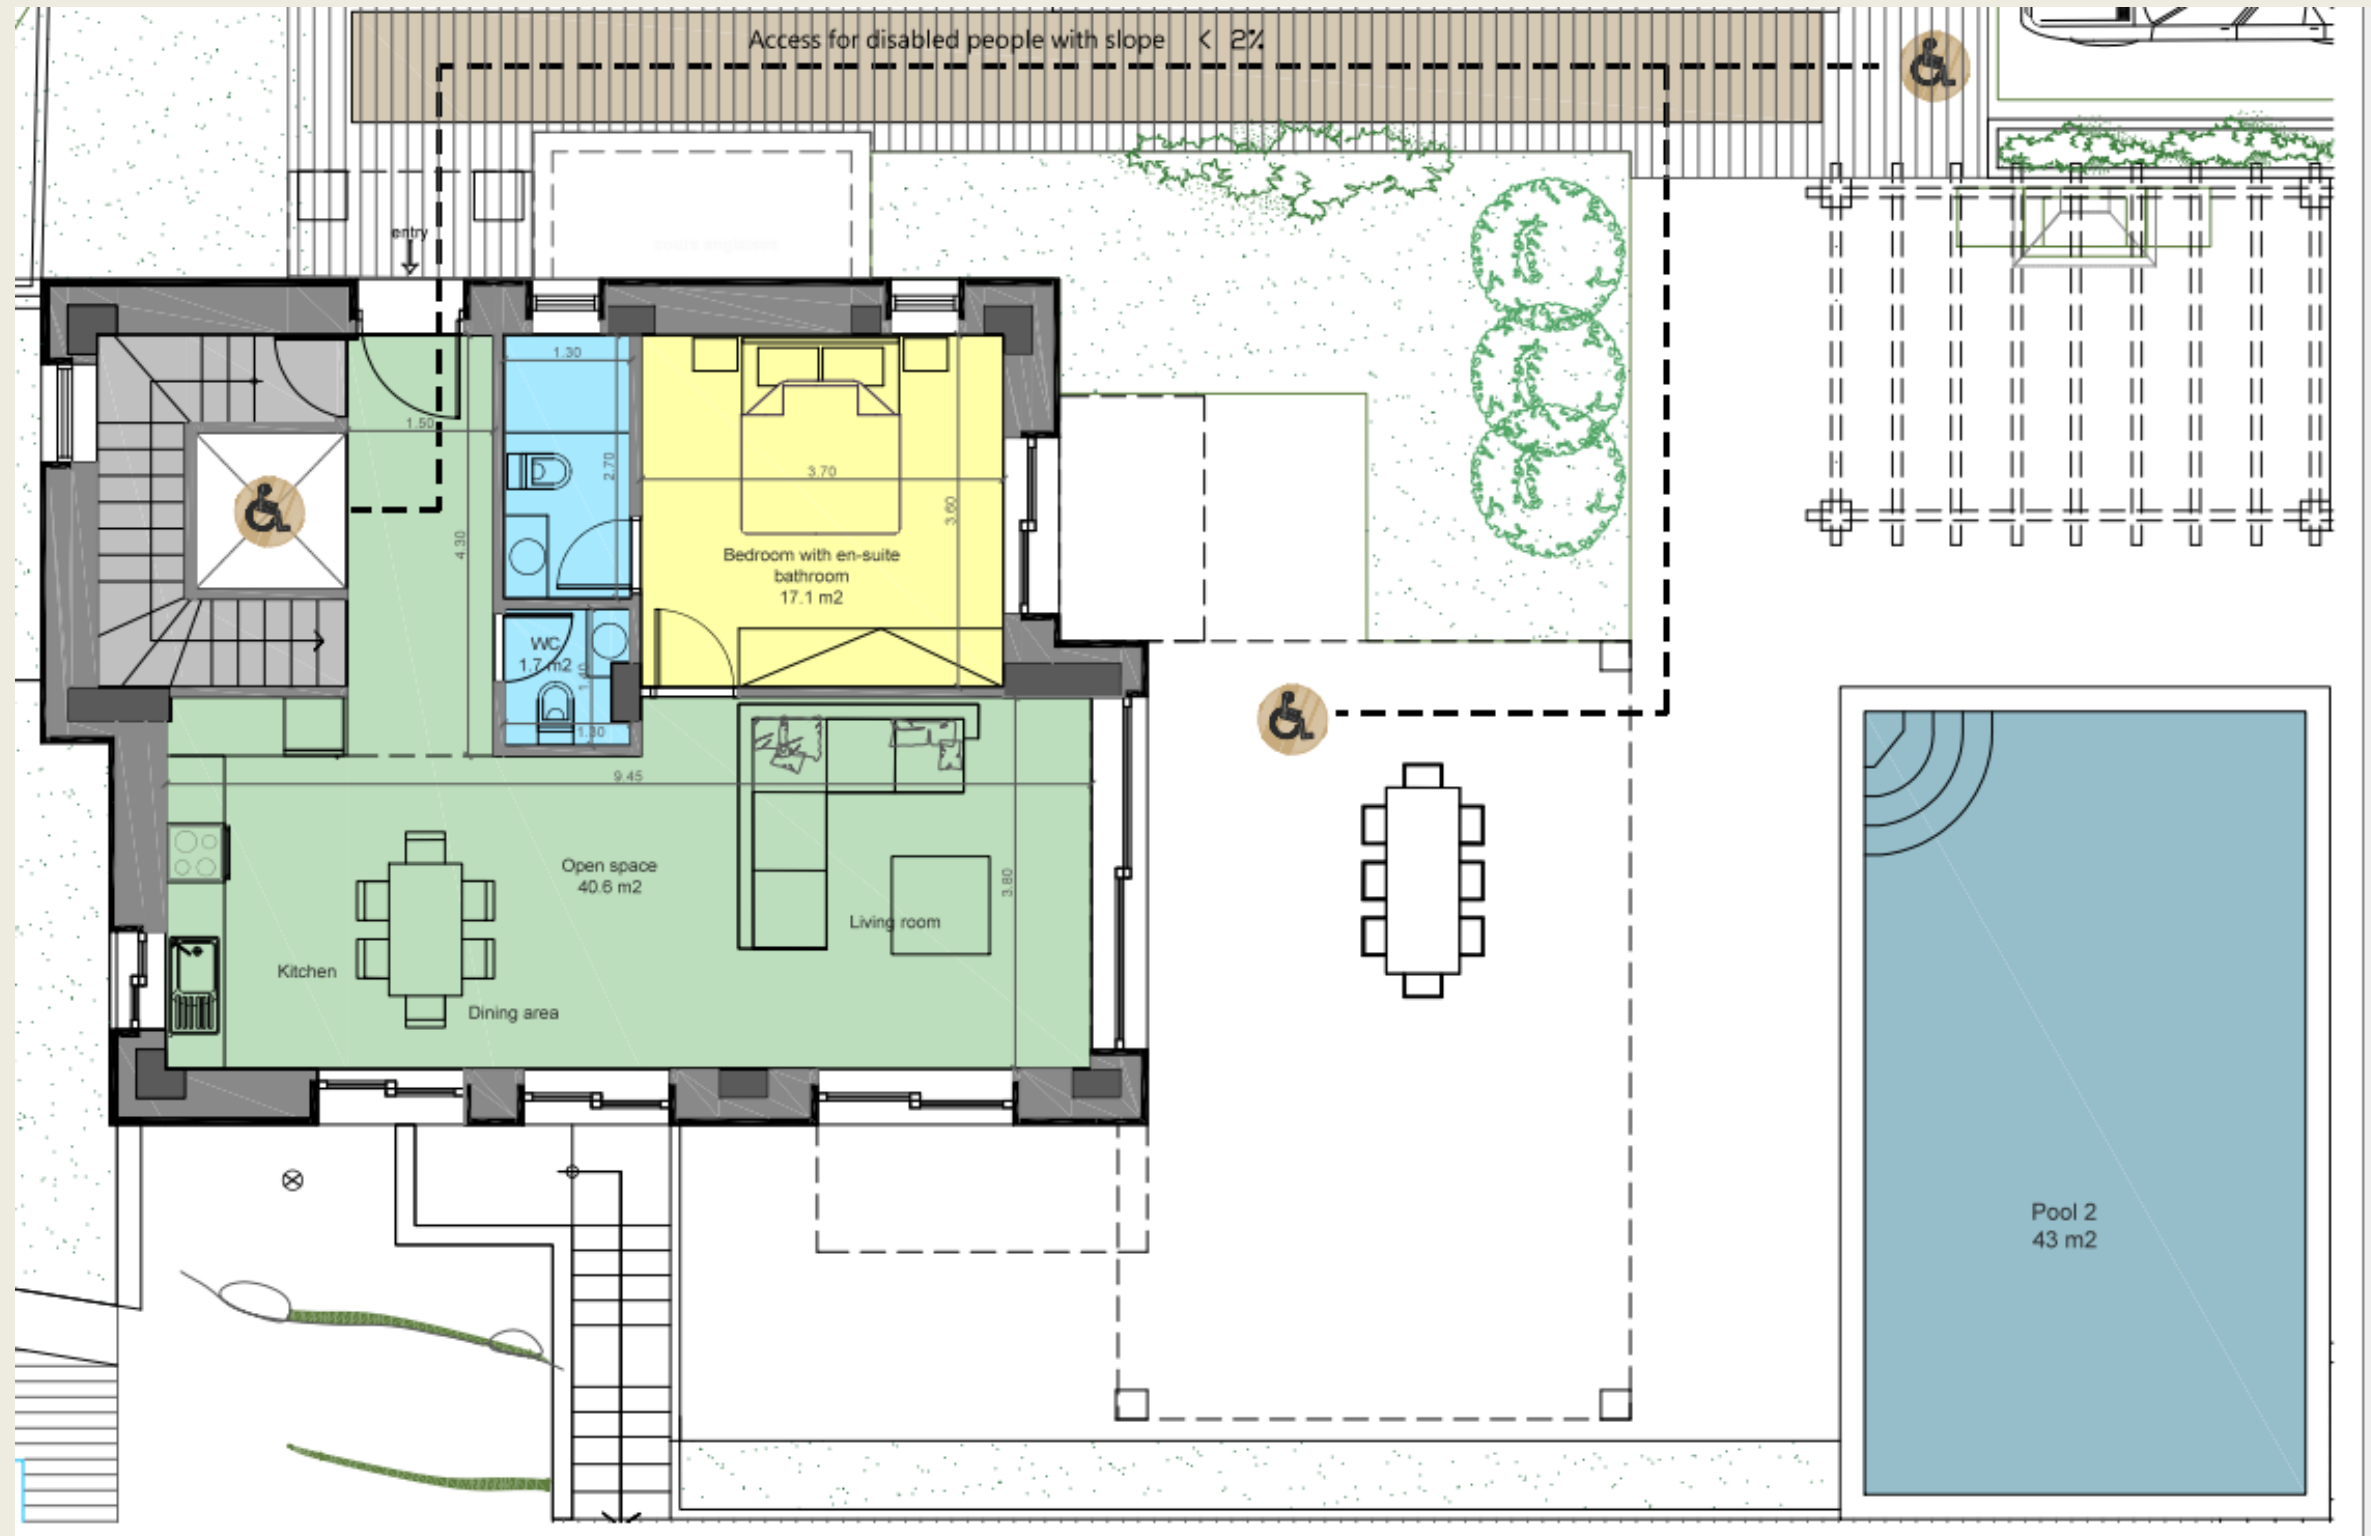 Access for disabled people with slope < 2%
entry
1.30
1.50
2.70
3.70
3.60
4.30
Bedroom with en-suite
bathroom
17.1 m2
WC
1.7 m2
1.40
1.30
9.45
Open space
40.6 m2
3.80
Living room
Kitchen
Dining area
Pool 2
43 m2